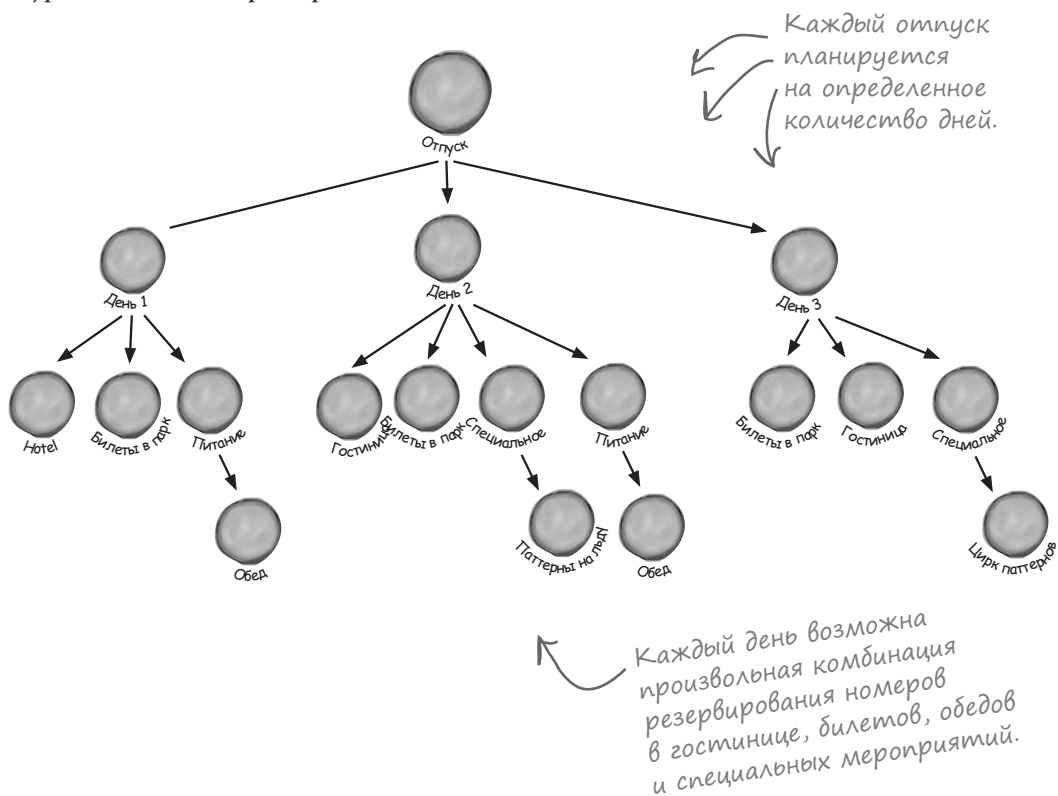 Каждый отпуск
планируется
на определенное
количество дней.
Отпуск
День 1
День 2
День 3
Hotel
Билеты в парк
Питание
Гостиница
Билеты в парк
Специальное
Питание
Билеты в парк
Гостиница
Специальное
Обед
Паттерны на льду
Обед
Цирк паттернов
Каждый день возможна
произвольная комбинация
резервирования номеров
в гостинице, билетов, обедов
и специальных мероприятий.